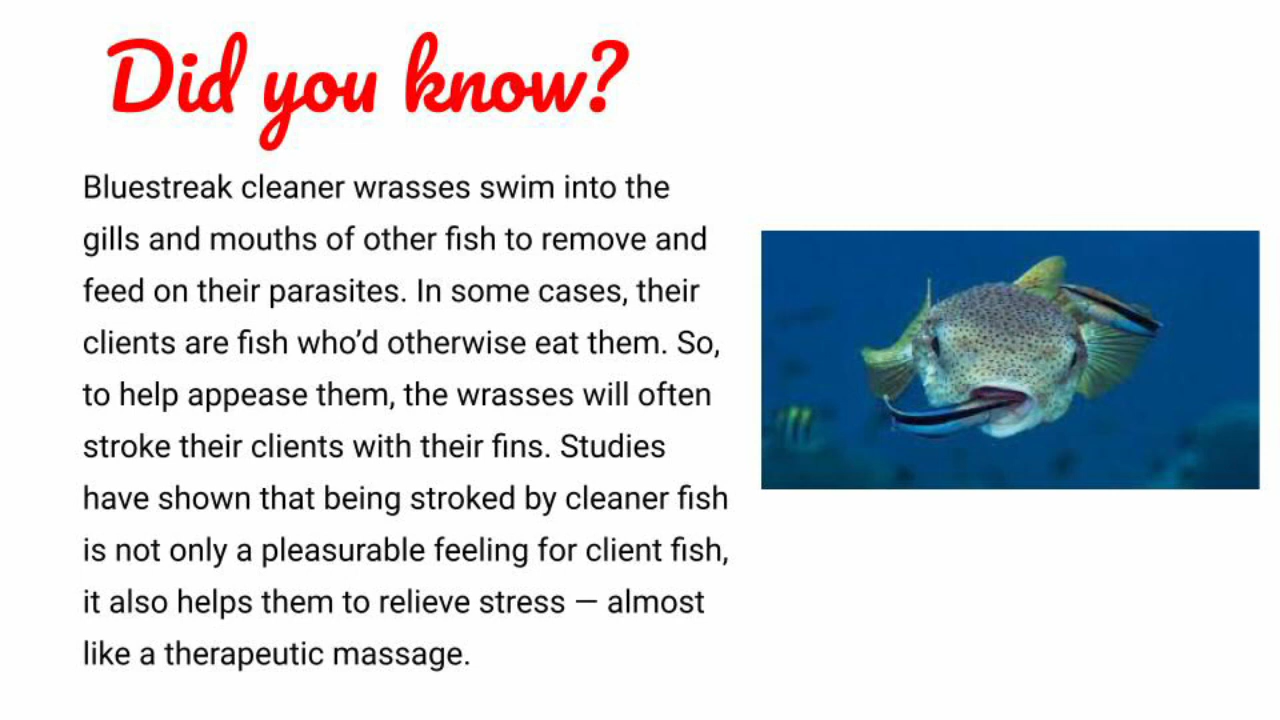 Did you know?
Bluestreak cleaner wrasses swim into the
gills and mouths of other fish to remove and
feed on their parasites. In some cases, their
clients are fish who’d otherwise eat them. So,
to help appease them, the wrasses will often
stroke their clients with their fins. Studies
have shown that being stroked by cleaner fish
is not only a pleasurable feeling for client fish,
it also helps them to relieve stress — almost
like a therapeutic massage.